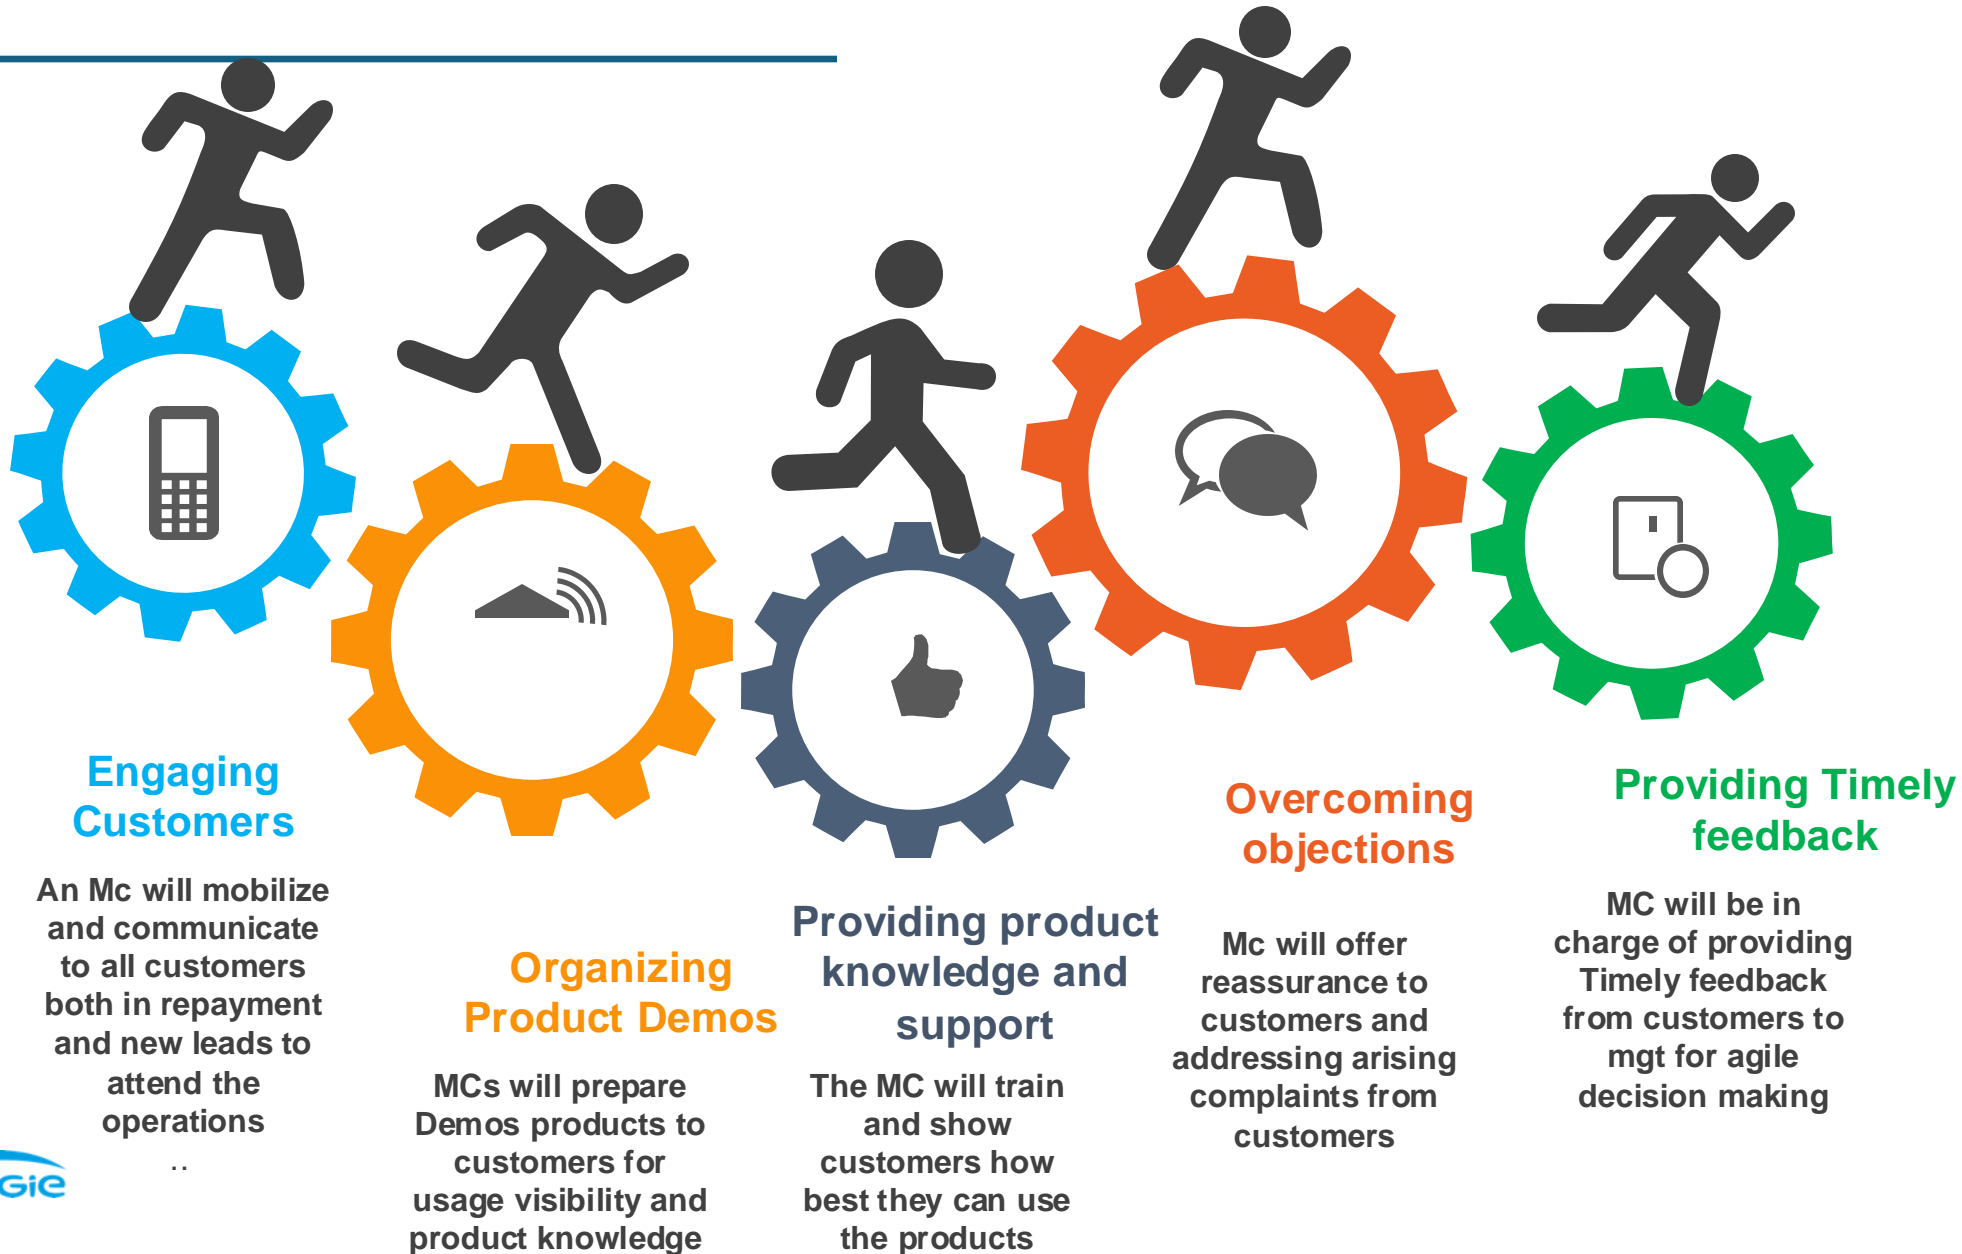 Engaging
Customers
An Mc will mobilize
and communicate
to all customers
both in repayment
and new leads to
attend the
operations
..
Organizing
Product Demos
MCs will prepare
Demos products to
customers for
usage visibility and
product knowledge
Providing product
knowledge and
support
The MC will train
and show
customers how
best they can use
the products
Overcoming
objections
Mc will offer
reassurance to
customers and
addressing arising
complaints from
customers
Providing Timely
feedback
MC will be in
charge of providing
Timely feedback
from customers to
mgt for agile
decision making
GiE